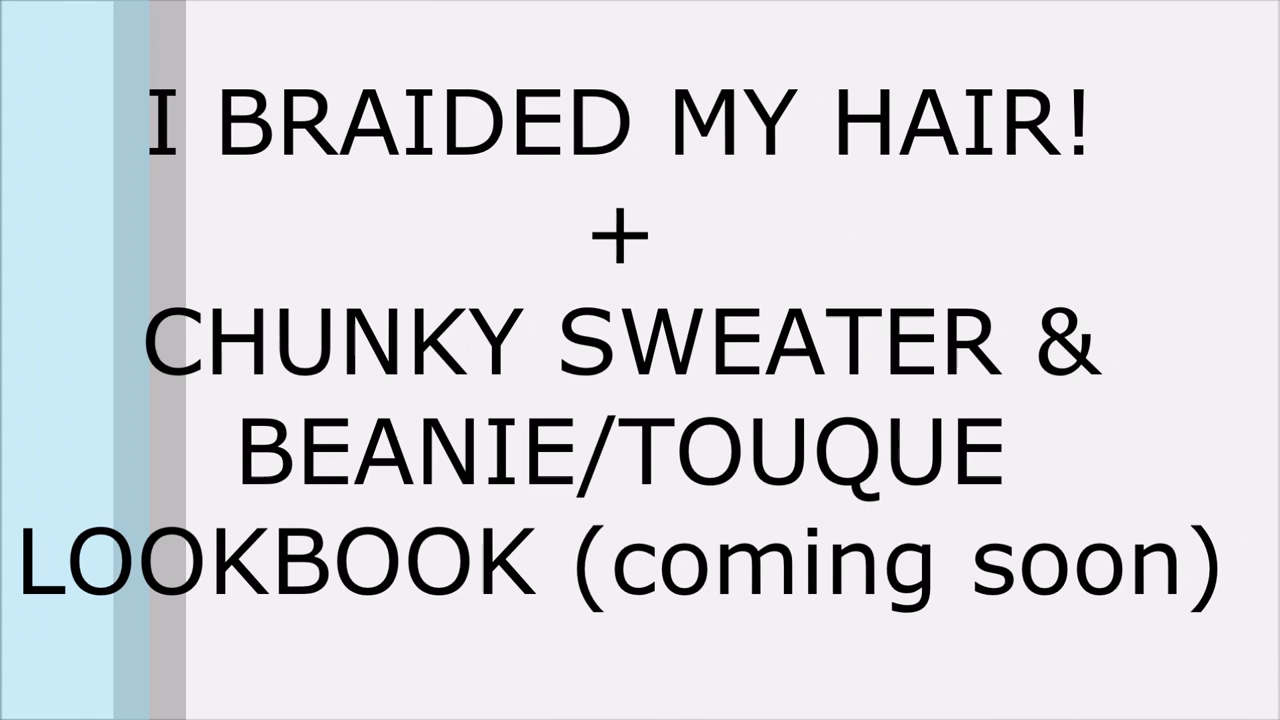 I BRAIDED MY HAIR!
+
CHUNKY SWEATER &
BEANIE/TOUQUE
LOOKBOOK (coming soon)